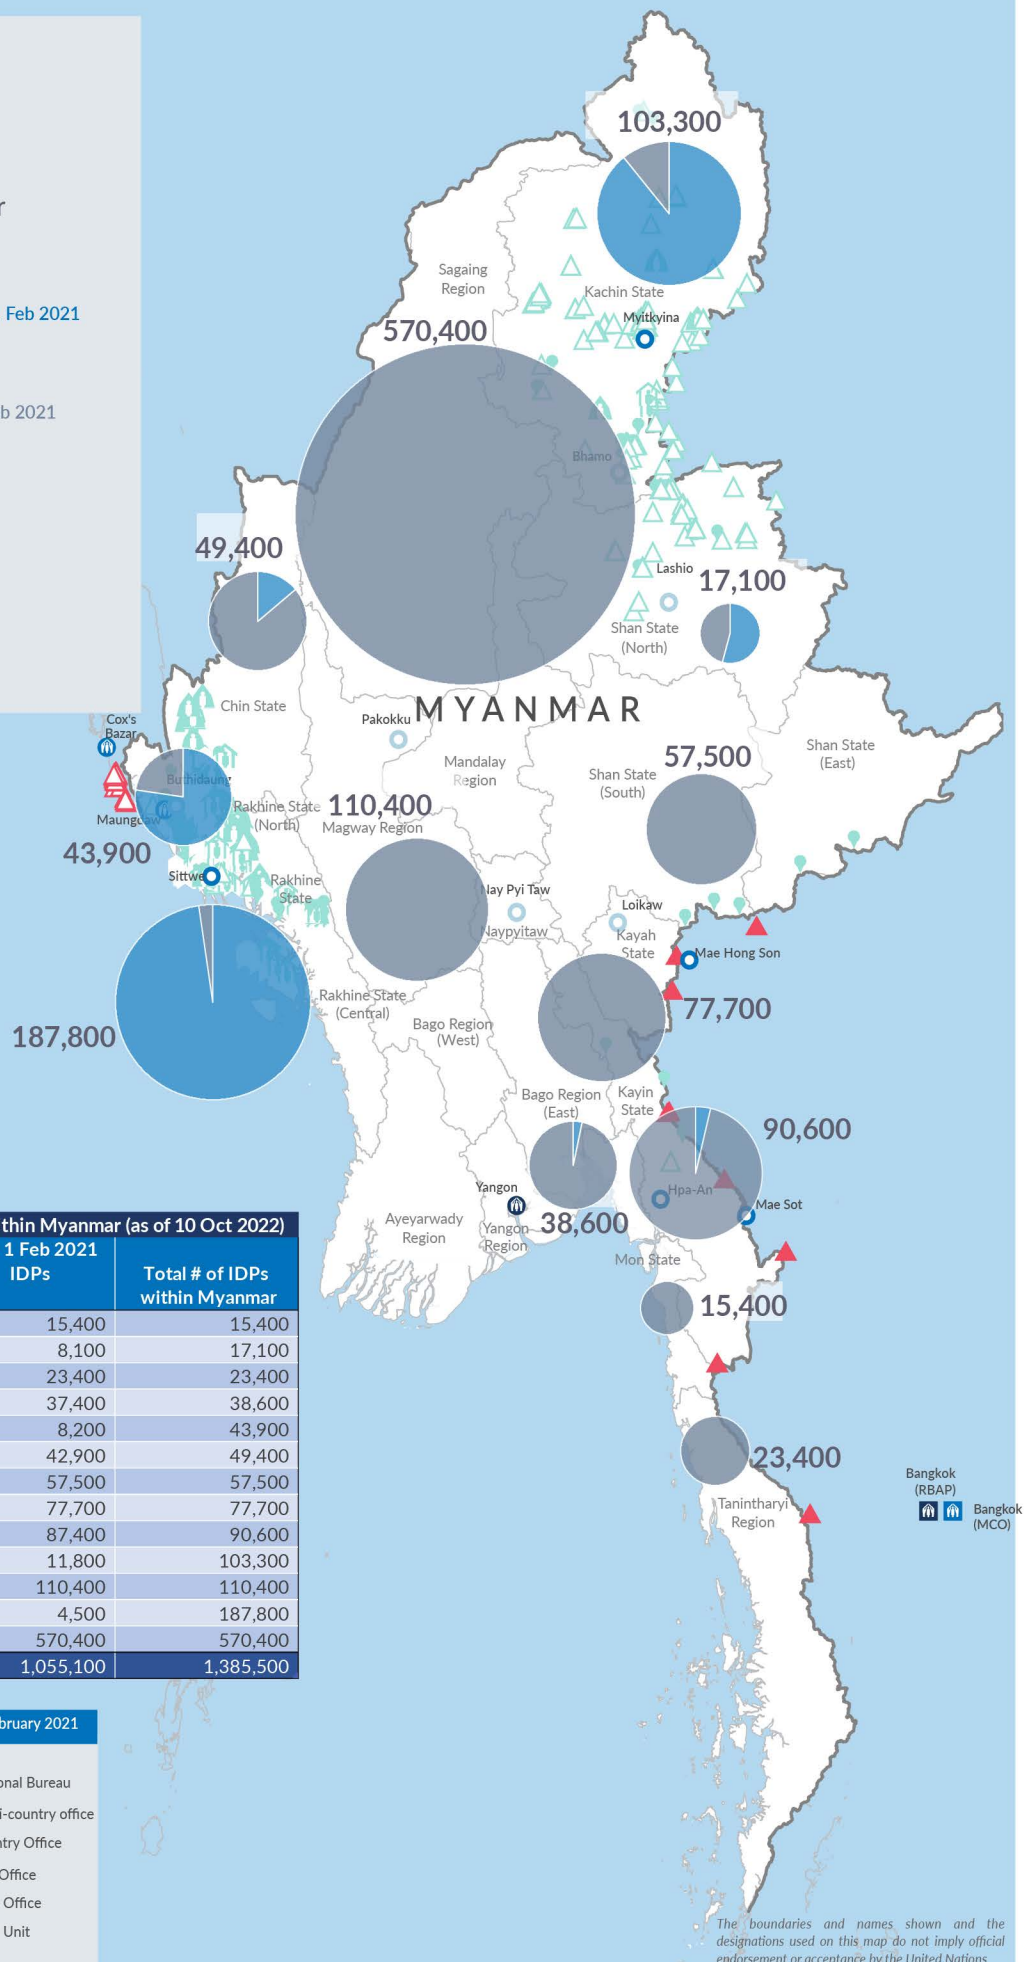 r
Feb 2021
b 2021
103,300
Sagaing
Region
Kachin State
Myitkyina
570,400
Bhamo
49,400
Lashio
17,100
Shan State
(North)
Chin State
MYANMAR
Cox's
Bazar
Pakokku
Mandalay
Region
57,500
Shan State
(South)
Shan State
(East)
Buthidaung
Rakhine State
(North)
110,400
Magway Region
Maungdaw
43,900
Sittwe
Rakhine
State
Nay Pyi Taw
Naypyitaw
Loikaw
Kayah
State
Mae Hong Son
77,700
Rakhine State
(Central)
187,800
Bago Region
(West)
Bago Region
(East)
Kayin
State
90,600
Yangon
Hpa-An
Mae Sot
Ayeyarwady
Region
Yangon
Region
38,600
Mon State
15,400
23,400
Tanintharyi
Region
Bangkok
(RBAP)
Bangkok
(MCO)
thin Myanmar (as of 10 Oct 2022)
1 Feb 2021
IDPs
Total # of IDPs
within Myanmar
15,400 15,400
8,100 17,100
23,400 23,400
37,400 38,600
8,200 43,900
42,900 49,400
57,500 57,500
77,700 77,700
87,400 90,600
11,800 103,300
110,400 110,400
4,500 187,800
570,400 570,400
1,055,100 1,385,500
bruary 2021
onal Bureau
i-country office
ntry Office
Office
Office
Unit
The boundaries and names shown and the
designations used on this map do not imply official
endorsement or acceptance by the United Nations